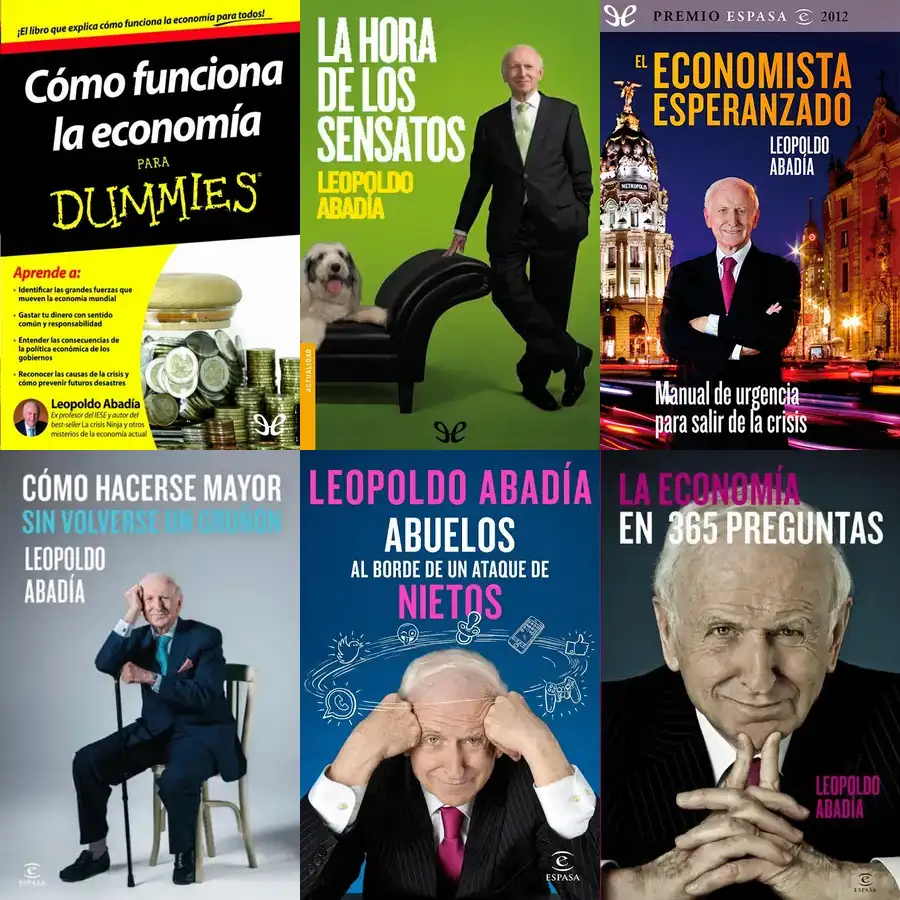 ¡El libro que explica cómo funciona la economía para todos!
Cómo funciona
la economía
PARA
DUMMIES
Aprende a:
• Identificar las grandes fuerzas que
mueven la economía mundial
• Gastar tu dinero con sentido
común y responsabilidad
• Entender las consecuencias de
la política económica de los
gobiernos
• Reconocer las causas de la crisis y
cómo prevenir futuros desastres
Leopoldo Abadía
Ex profesor del IESE y autor del
best-seller La crisis Ninja y otros
misterios de la economía actual
LA HORA
DE LOS
SENSATOS
LEOPOLDO
ABADÍA
ACTUALIDAD
PREMIO ESPASA e 2012
EL ECONOMISTA
ESPERANZADO
LEOPOLDO
ABADÍA
METROPOLIS
Manual de urgencia
para salir de la crisis
CÓMO HACERSE MAYOR
SIN VOLVERSE UN GRUÑÓN
LEOPOLDO
ABADÍA
e
ESPASA
LEOPOLDO ABADÍA
ABUELOS
AL BORDE DE UN ATAQUE DE
NIETOS
e
ESPASA
LA ECONOMÍA
EN 365 PREGUNTAS
LEOPOLDO
ABADÍA
e
ESPASA